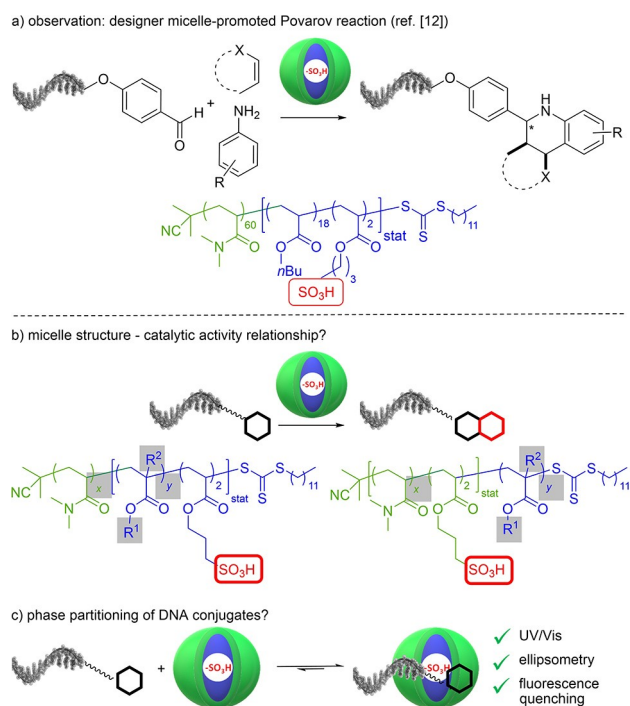 a) observation: designer micelle-promoted Povarov reaction (ref. [12])
X
-SO₃H
O
H
O
+
NH₂
R
O
*
H
N
R
X
NC
60
N
O
18
O
O
nBu
2
O
O
3
SO₃H
stat
S
S
S
11
b) micelle structure - catalytic activity relationship?
-SO₃H
NC
x
N
O
R²
y
O
O
R¹
2
O
O
SO₃H
stat
S
S
S
11
NC
x
N
O
2
O
O
SO₃H
stat
R²
y
O
O
R¹
S
S
S
11
c) phase partitioning of DNA conjugates?
+
-SO₃H
-SO₃H
✓ UV/Vis
✓ ellipsometry
✓ fluorescence
quenching